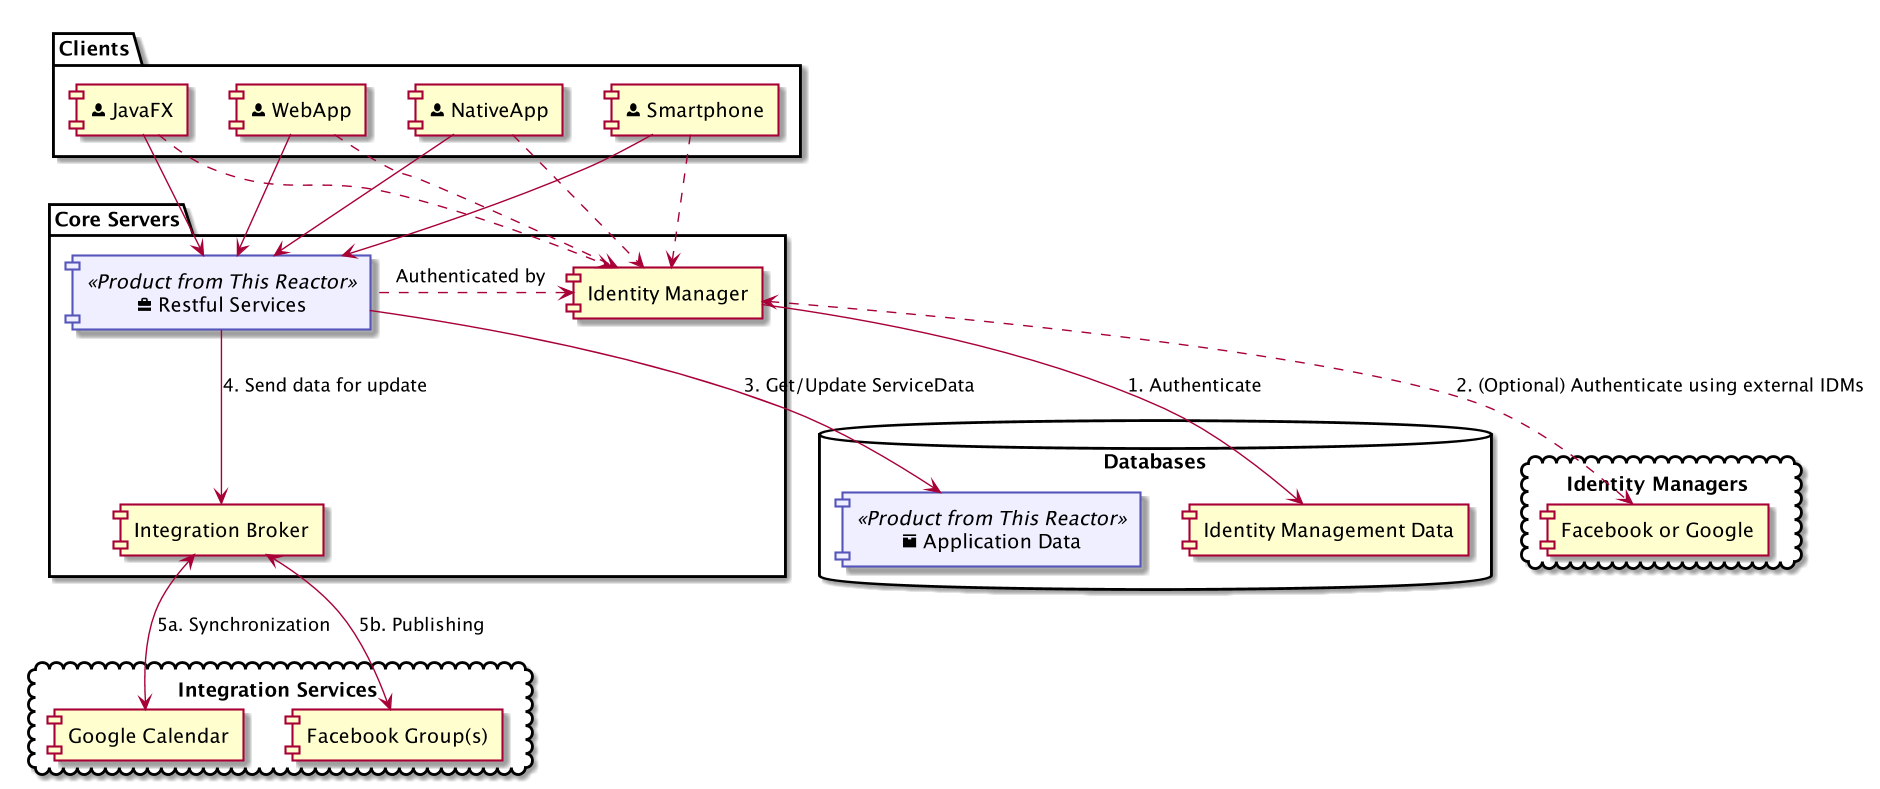 Clients
JavaFX
WebApp
NativeApp
Smartphone
Core Servers
«Product from This Reactor»
Restful Services
Authenticated by
Identity Manager
4. Send data for update
3. Get/Update ServiceData
1. Authenticate
2. (Optional) Authenticate using external IDMs
Databases
«Product from This Reactor»
Application Data
Identity Management Data
Identity Managers
Facebook or Google
Integration Broker
5a. Synchronization
5b. Publishing
Integration Services
Google Calendar
Facebook Group(s)